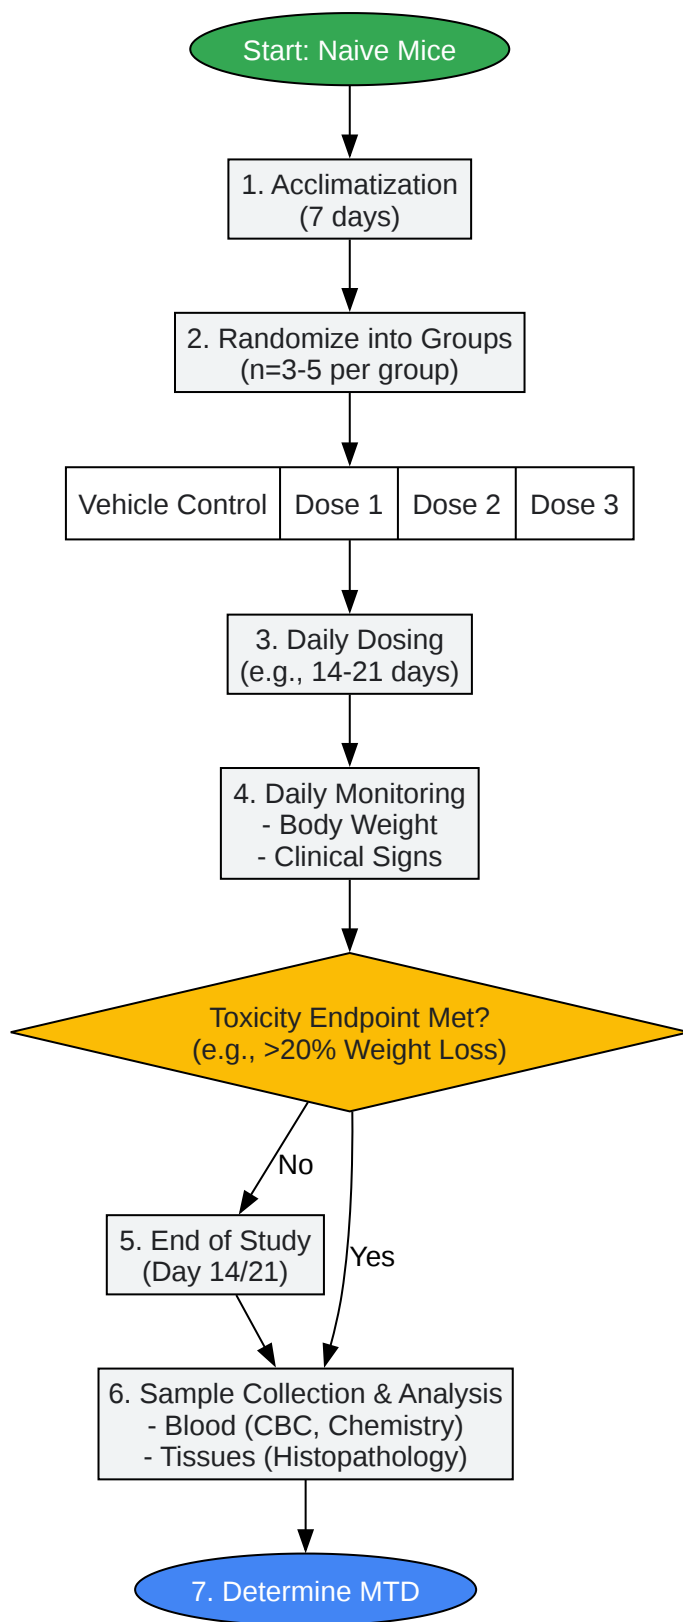 Start: Naive Mice
1. Acclimatization
(7 days)
2. Randomize into Groups
(n=3-5 per group)
Vehicle Control Dose 1 Dose 2 Dose 3
3. Daily Dosing
(e.g., 14-21 days)
4. Daily Monitoring
- Body Weight
- Clinical Signs
Toxicity Endpoint Met?
(e.g., >20% Weight Loss)
No
5. End of Study
(Day 14/21)
Yes
6. Sample Collection & Analysis
- Blood (CBC, Chemistry)
- Tissues (Histopathology)
7. Determine MTD